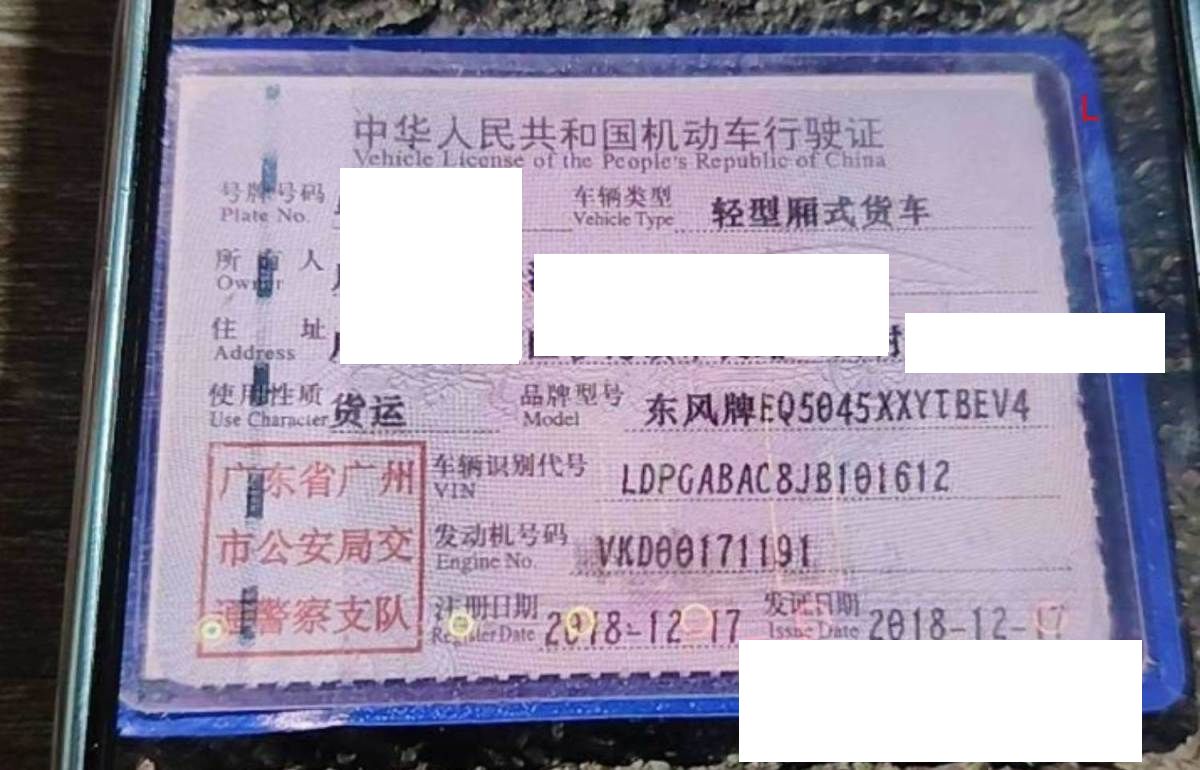 中华人民共和国机动车行驶证
Vehicle License of the People's Republic of China
号牌号码 车辆类型 轻型厢式货车
Plate No. Vehicle Type
所有人
Owner
住址
Address
使用性质 货运 品牌型号 东风牌EQ5045XXYTBEV4
Use Character Model
广东省广州
市公安局交
通警察支队
车辆识别代号 LDPGABAC8JB101612
VIN
发动机号码 VKD00171191
Engine No.
注册日期 2018-12-17 发证日期 2018-12-17
Register Date Issue Date
L